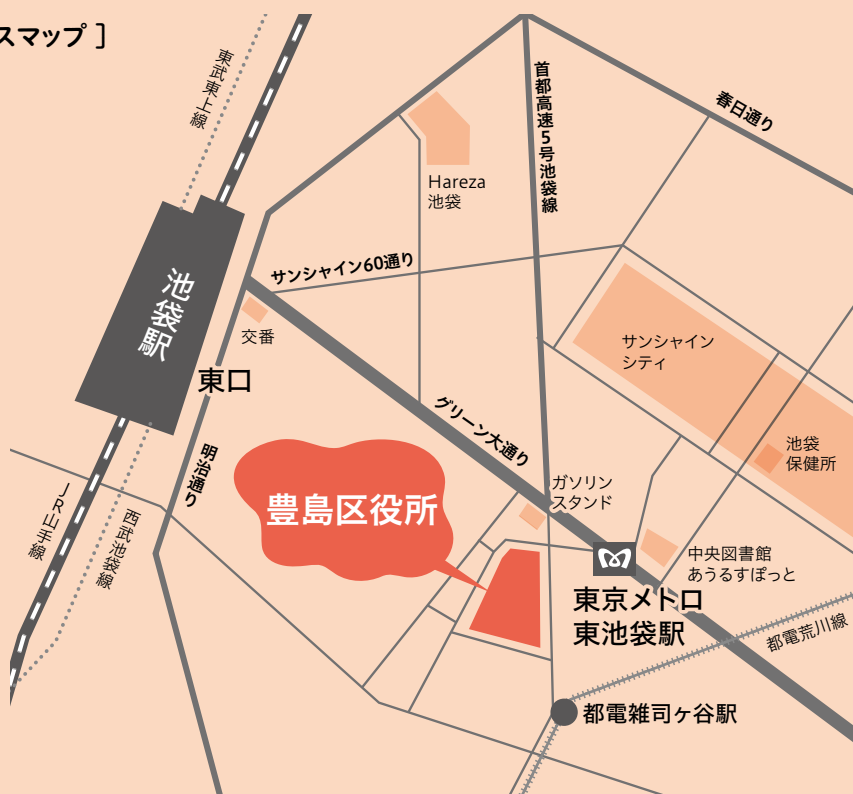 スマップ ]
東武東上線
首都高速5号池袋線
春日通り
Hareza
池袋
サンシャイン60通り
池袋駅
交番
サンシャイン
シティ
東口
グリーン大通り
明治通り
池袋
保健所
豊島区役所
ガソリン
スタンド
JR山手線
西武池袋線
中央図書館
あうるすぽっと
東京メトロ
東池袋駅
都電荒川線
都電雑司ヶ谷駅